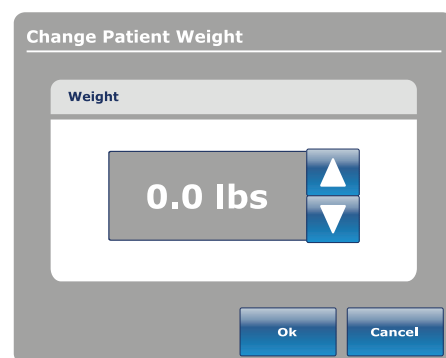 Change Patient Weight
Weight
0.0 lbs
Ok
Cancel